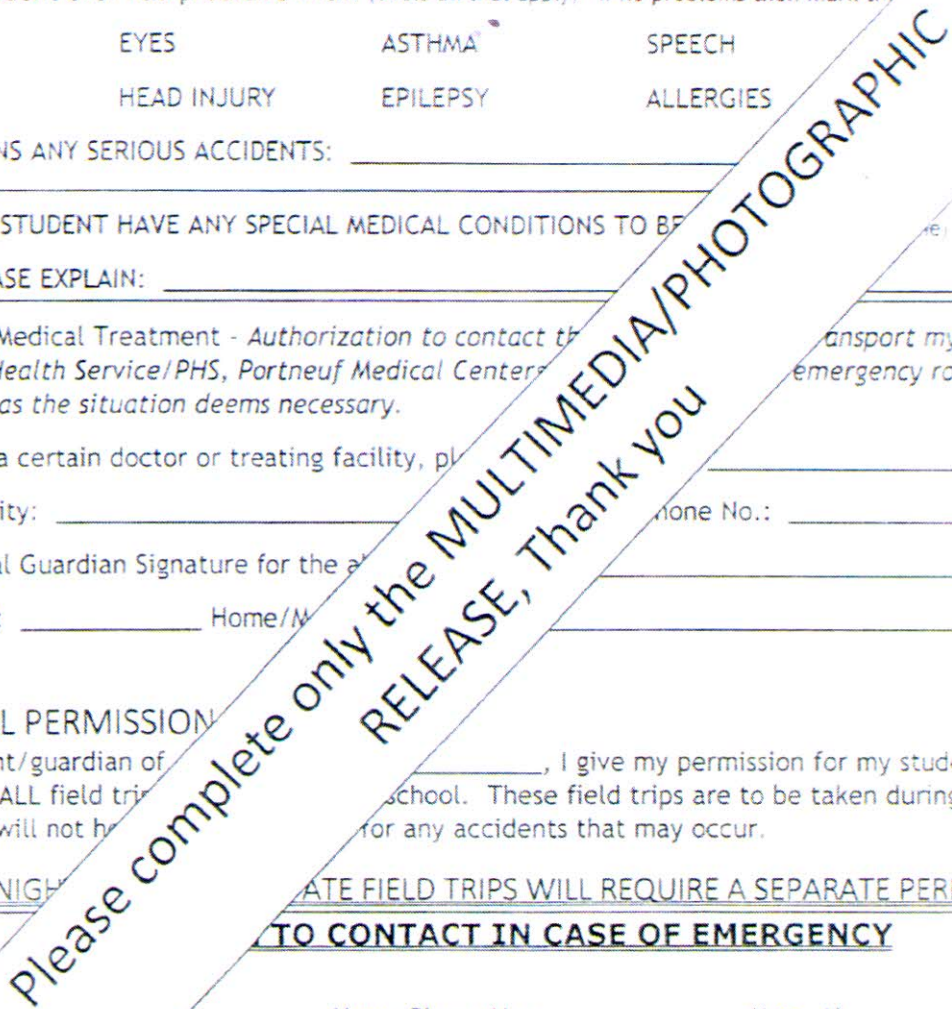 EYES ASTHMA SPEECH
HEAD INJURY EPILEPSY ALLERGIES
NS ANY SERIOUS ACCIDENTS:
STUDENT HAVE ANY SPECIAL MEDICAL CONDITIONS TO BE
ASE EXPLAIN:
Medical Treatment - Authorization to contact th ansport my
Health Service/PHS, Portneuf Medical Center emergency ro
as the situation deems necessary.
a certain doctor or treating facility, pl
ity: hone No.:
al Guardian Signature for the a
Home/M
L PERMISSION
nt/guardian of , I give my permission for my stud
ALL field trip school. These field trips are to be taken during
will not h for any accidents that may occur.
NIGH ATE FIELD TRIPS WILL REQUIRE A SEPARATE PER
TO CONTACT IN CASE OF EMERGENCY
Please complete only the MULTIMEDIA/PHOTOGRAPHIC
RELEASE, Thank you